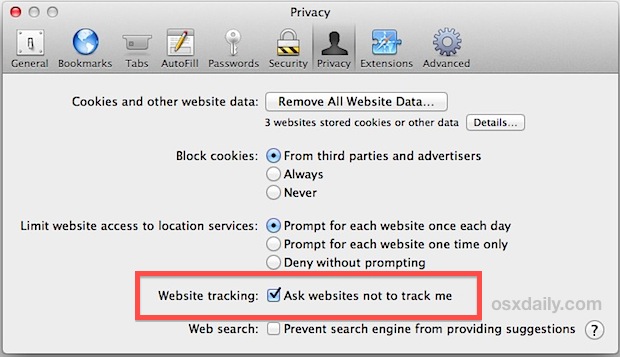 Privacy
General Bookmarks Tabs AutoFill Passwords Security Privacy Extensions Advanced
Cookies and other website data: Remove All Website Data...
3 websites stored cookies or other data Details...
Block cookies: From third parties and advertisers
Always
Never
Limit website access to location services: Prompt for each website once each day
Prompt for each website one time only
Deny without prompting
Website tracking: Ask websites not to track me
osxdaily.com
Web search: Prevent search engine from providing suggestions ?